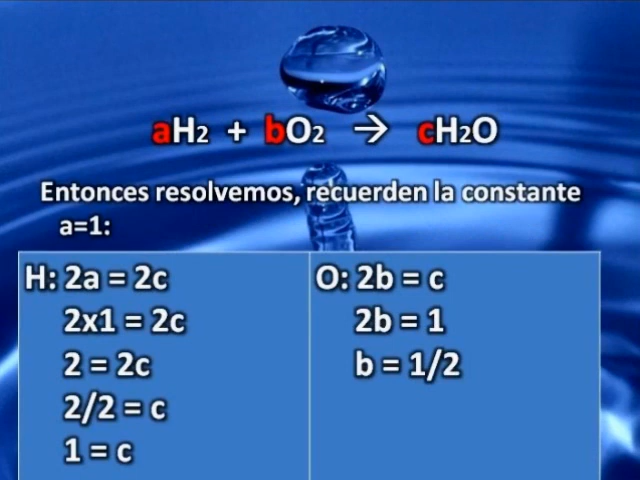 aH2 + bO2 → cH2O
Entonces resolvemos, recuerden la constante
a=1:
H: 2a = 2c
2x1 = 2c
2 = 2c
2/2 = c
1 = c
O: 2b = c
2b = 1
b = 1/2